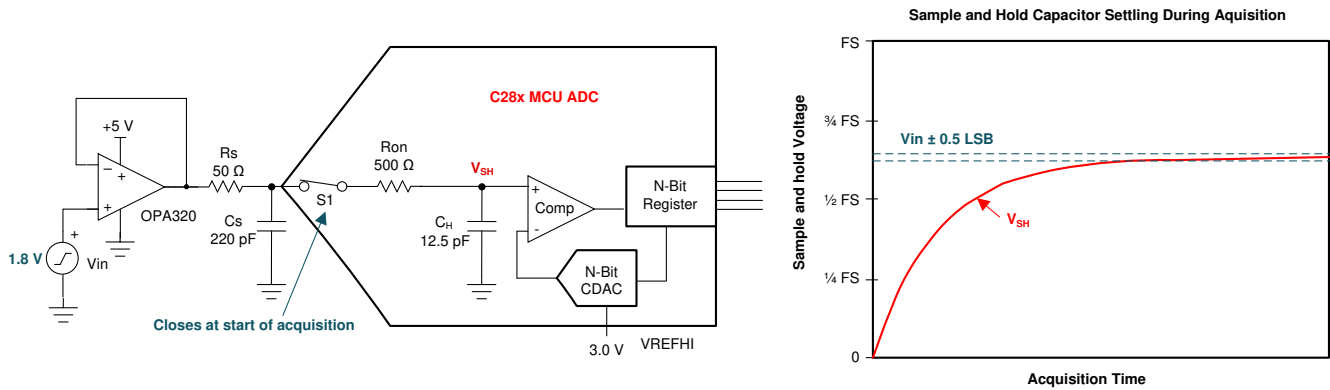 +5 V
−
+
+
OPA320
+
1.8 V
Vin
Rs
50 Ω
Cs
220 pF
Closes at start of acquisition
S1
C28x MCU ADC
Ron
500 Ω
VSH
CH
12.5 pF
+
Comp
-
N-Bit
Register
N-Bit
CDAC
3.0 V
VREFHI
Sample and Hold Capacitor Settling During Aquisition
Sample and hold Voltage
FS
¾ FS
½ FS
¼ FS
0
Vin ± 0.5 LSB
VSH
Acquisition Time